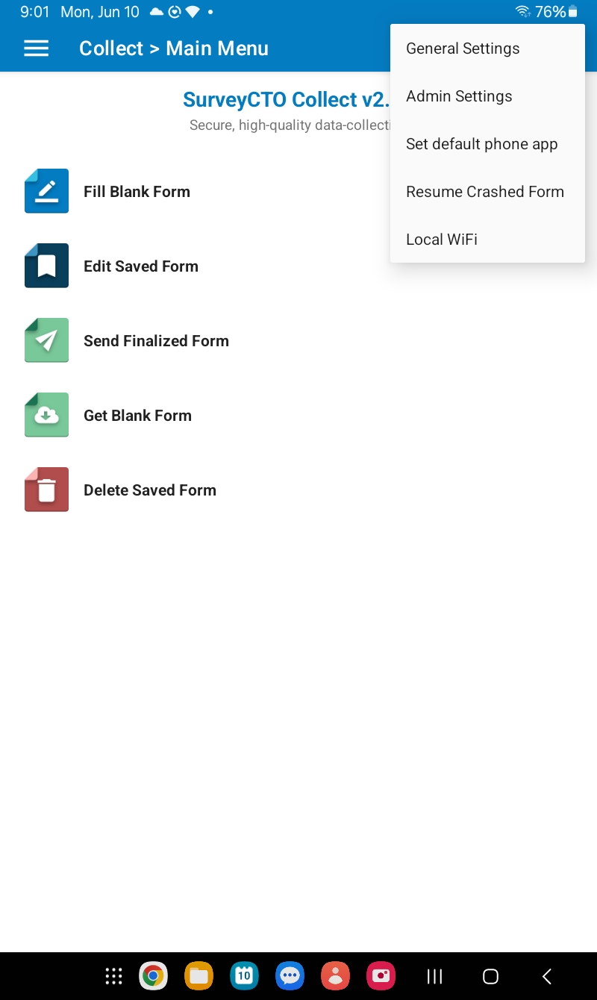 9:01 Mon, Jun 10
76%
Collect > Main Menu
General Settings
Admin Settings
Set default phone app
Resume Crashed Form
Local WiFi
SurveyCTO Collect v2.
Secure, high-quality data-collecti
Fill Blank Form
Edit Saved Form
Send Finalized Form
Get Blank Form
Delete Saved Form
10